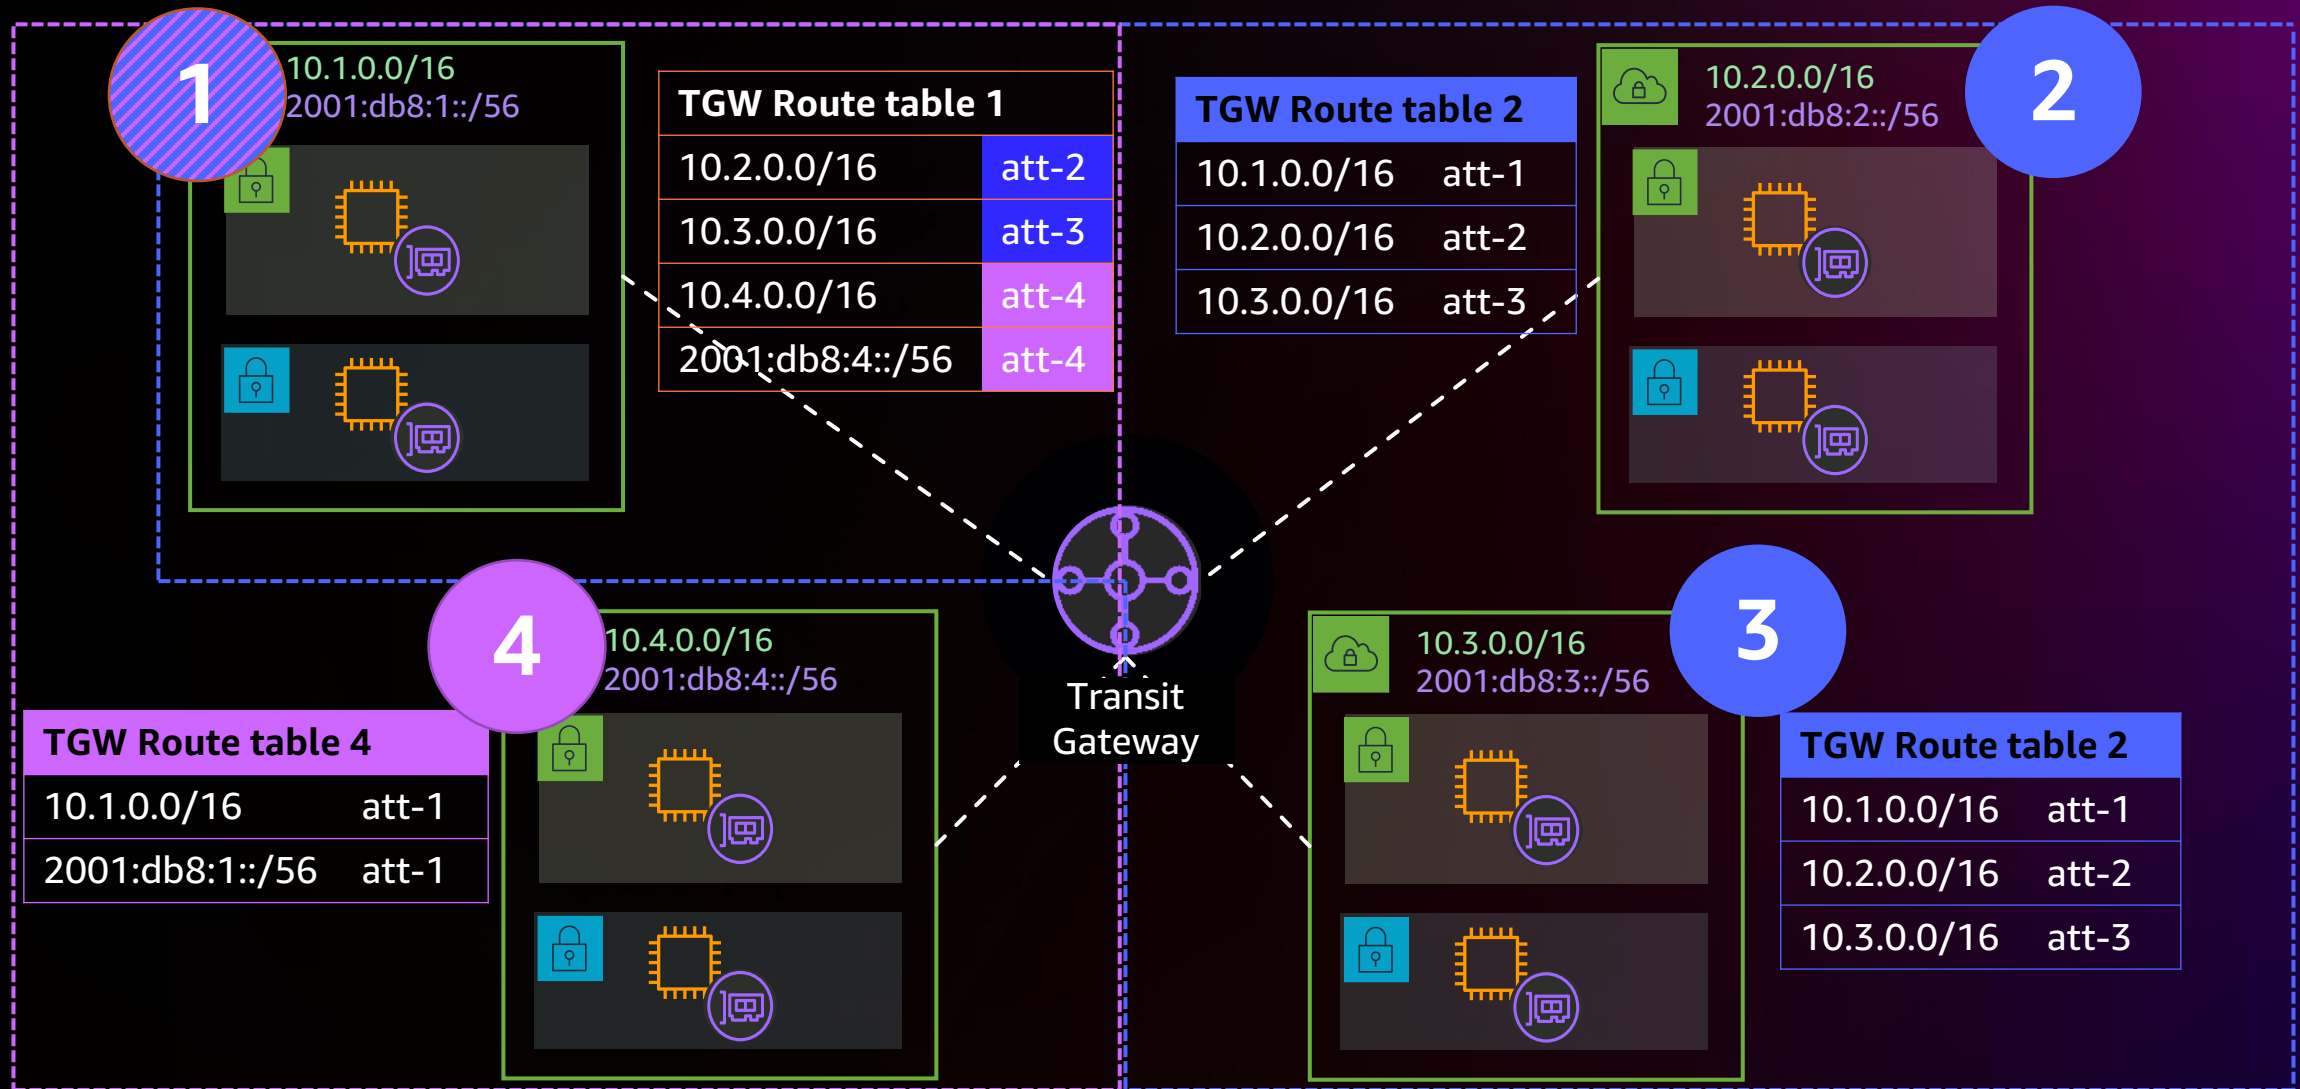 1
10.1.0.0/16
2001:db8:1::/56
TGW Route table 1
10.2.0.0/16 att-2
10.3.0.0/16 att-3
10.4.0.0/16 att-4
2001:db8:4::/56 att-4
TGW Route table 2
10.1.0.0/16 att-1
10.2.0.0/16 att-2
10.3.0.0/16 att-3
10.2.0.0/16
2001:db8:2::/56
2
4
10.4.0.0/16
2001:db8:4::/56
TGW Route table 4
10.1.0.0/16 att-1
2001:db8:1::/56 att-1
Transit
Gateway
10.3.0.0/16
2001:db8:3::/56
3
TGW Route table 2
10.1.0.0/16 att-1
10.2.0.0/16 att-2
10.3.0.0/16 att-3